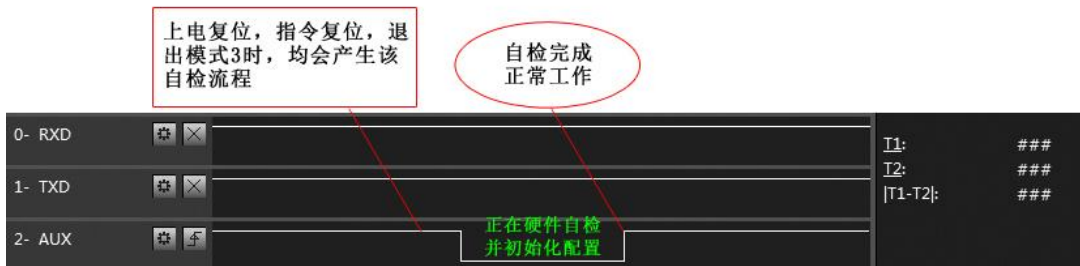 上电复位，指令复位，退
出模式3时，均会产生该
自检流程
自检完成
正常工作
0- RXD
T1: ###
T2: ###
1- TXD
|T1-T2|: ###
2- AUX
正在硬件自检
并初始化配置